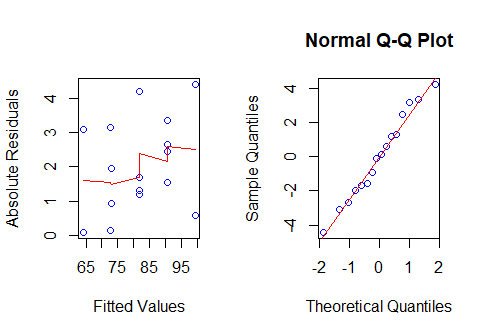 Normal Q-Q Plot
Absolute Residuals
0 1 2 3 4
65 75 85 95
Fitted Values
Sample Quantiles
-4 -2 0 2 4
-2 -1 0 1 2
Theoretical Quantiles